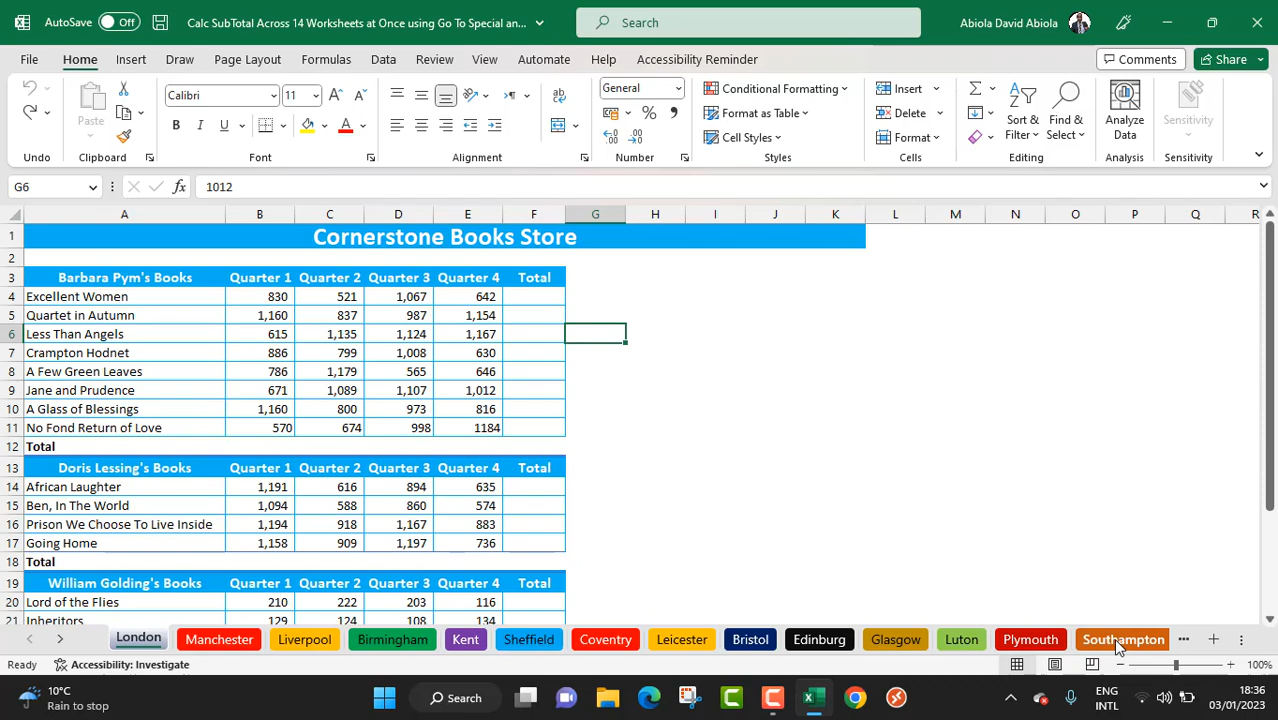 AutoSave Off Calc SubTotal Across 14 Worksheets at Once using Go To Special an... Search Abiola David Abiola
File Home Insert Draw Page Layout Formulas Data Review View Automate Help Accessibility Reminder Comments Share
Calibri 11 General Conditional Formatting Insert
Paste Format as Table Delete Sort & Filter Find & Select Analyze Data Sensitivity
B I U Cell Styles Format
Undo Clipboard Font Alignment Number Styles Cells Editing Analysis Sensitivity
G6 fx 1012
A B C D E F G H I J K L M N O P Q R
1 Cornerstone Books Store
2
3 Barbara Pym's Books Quarter 1 Quarter 2 Quarter 3 Quarter 4 Total
4 Excellent Women 830 521 1,067 642
5 Quartet in Autumn 1,160 837 987 1,154
6 Less Than Angels 615 1,135 1,124 1,167
7 Crampton Hodnet 886 799 1,008 630
8 A Few Green Leaves 786 1,179 565 646
9 Jane and Prudence 671 1,089 1,107 1,012
10 A Glass of Blessings 1,160 800 973 816
11 No Fond Return of Love 570 674 998 1184
12 Total
13 Doris Lessing's Books Quarter 1 Quarter 2 Quarter 3 Quarter 4 Total
14 African Laughter 1,191 616 894 635
15 Ben, In The World 1,094 588 860 574
16 Prison We Choose To Live Inside 1,194 918 1,167 883
17 Going Home 1,158 909 1,197 736
18 Total
19 William Golding's Books Quarter 1 Quarter 2 Quarter 3 Quarter 4 Total
20 Lord of the Flies 210 222 203 116
21 Inheritors 129 124 108 134
London Manchester Liverpool Birmingham Kent Sheffield Coventry Leicester Bristol Edinburg Glasgow Luton Plymouth Southampton ...
Ready Accessibility: Investigate 100%
10°C Rain to stop Search ENG INTL 18:36 03/01/2023